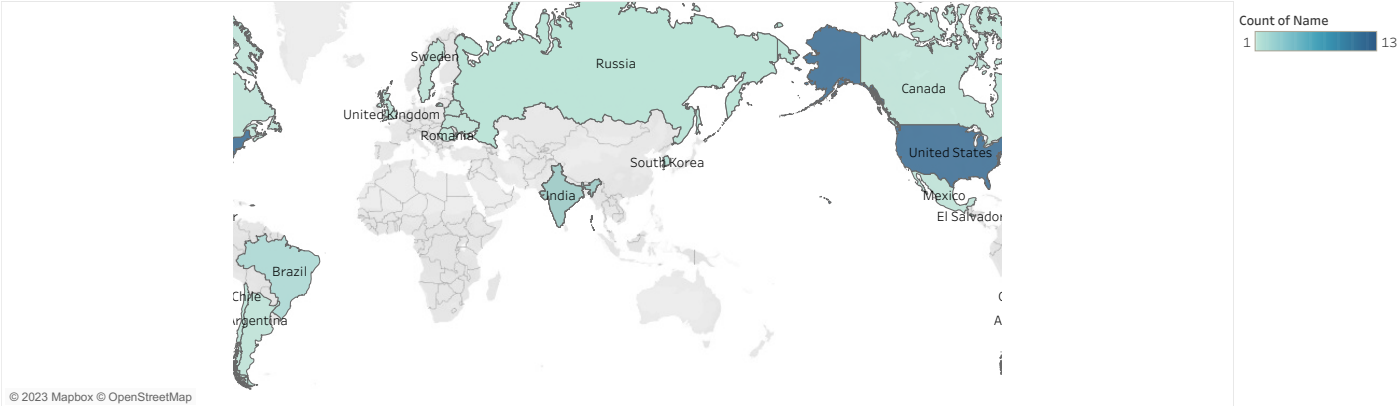 Count of Name
1 13
Sweden
Russia
Canada
United Kingdom
Romania
United States
South Korea
India
Mexico
El Salvador
r
Brazil
Chile
C
Argentina
A
© 2023 Mapbox © OpenStreetMap